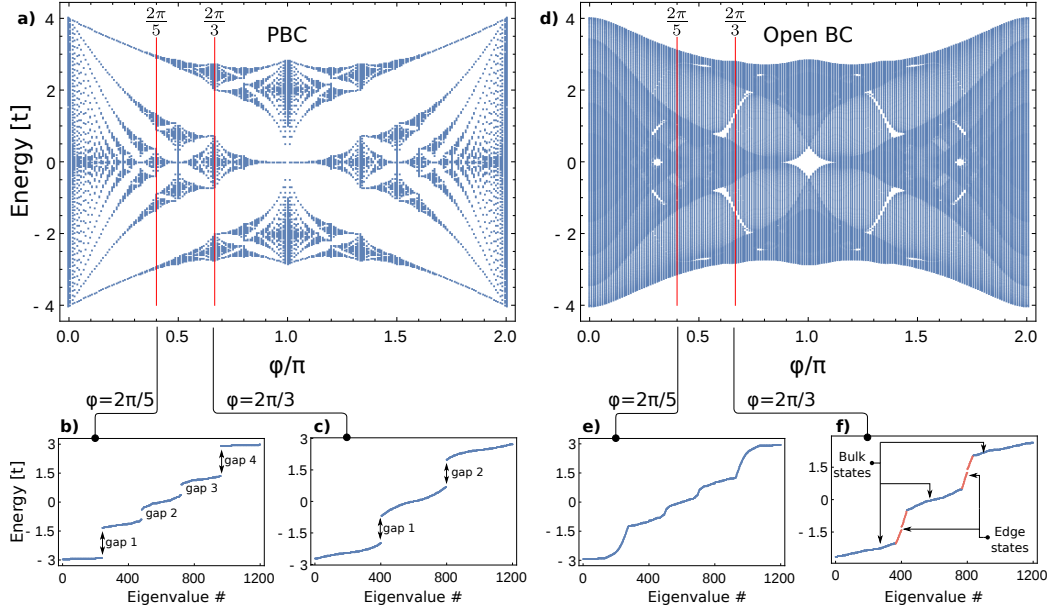 a)
PBC
2π/5
2π/3
Energy [t]
4
2
0
- 2
- 4
0.0
0.5
1.0
1.5
2.0
φ/π
d)
Open BC
2π/5
2π/3
4
2
0
- 2
- 4
0.0
0.5
1.0
1.5
2.0
φ/π
φ=2π/5
φ=2π/3
φ=2π/5
φ=2π/3
b)
Energy [t]
3
1.5
0
- 1.5
- 3
gap 1
gap 2
gap 3
gap 4
0
400
800
1200
Eigenvalue #
c)
3
1.5
0
- 1.5
- 3
gap 1
gap 2
0
400
800
1200
Eigenvalue #
e)
3
1.5
0
- 1.5
- 3
0
400
800
1200
Eigenvalue #
f)
1.5
0
- 1.5
Bulk
states
Edge
states
0
400
800
1200
Eigenvalue #